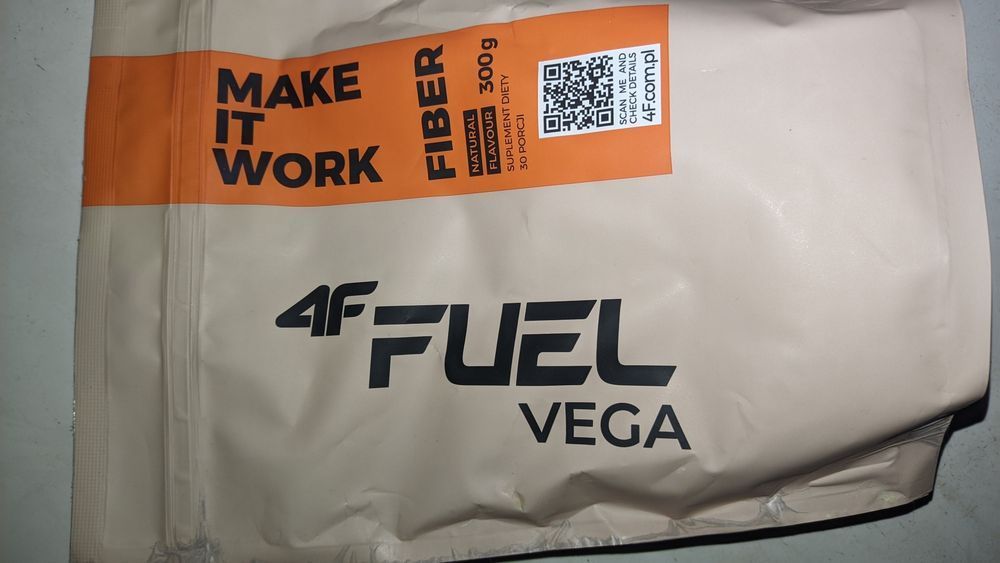 MAKE
IT
WORK
FIBER
NATURAL
FLAVOUR
300g
SUPLEMENT DIETY
30 PORCJI
SCAN ME AND
CHECK DETAILS
4F.com.pl
4F FUEL
VEGA